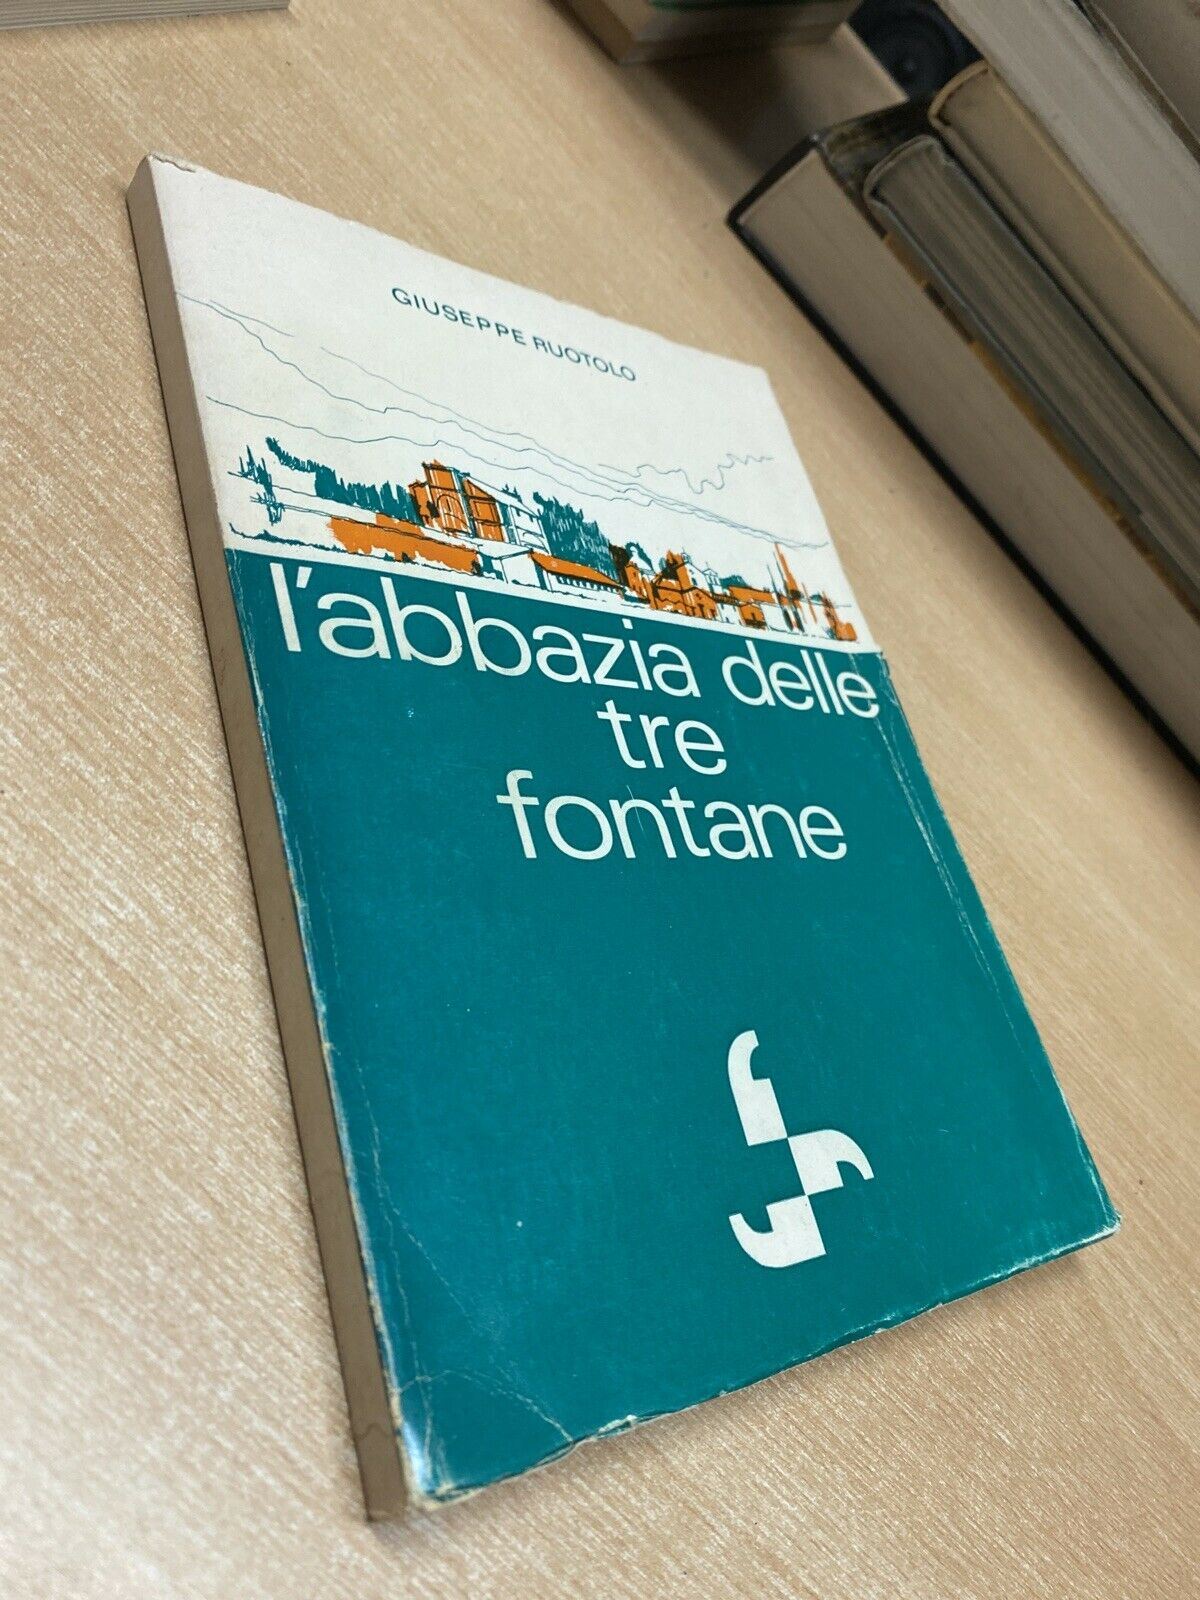 GIUSEPPE RUOTOLO
l'abbazia delle
tre
fontane